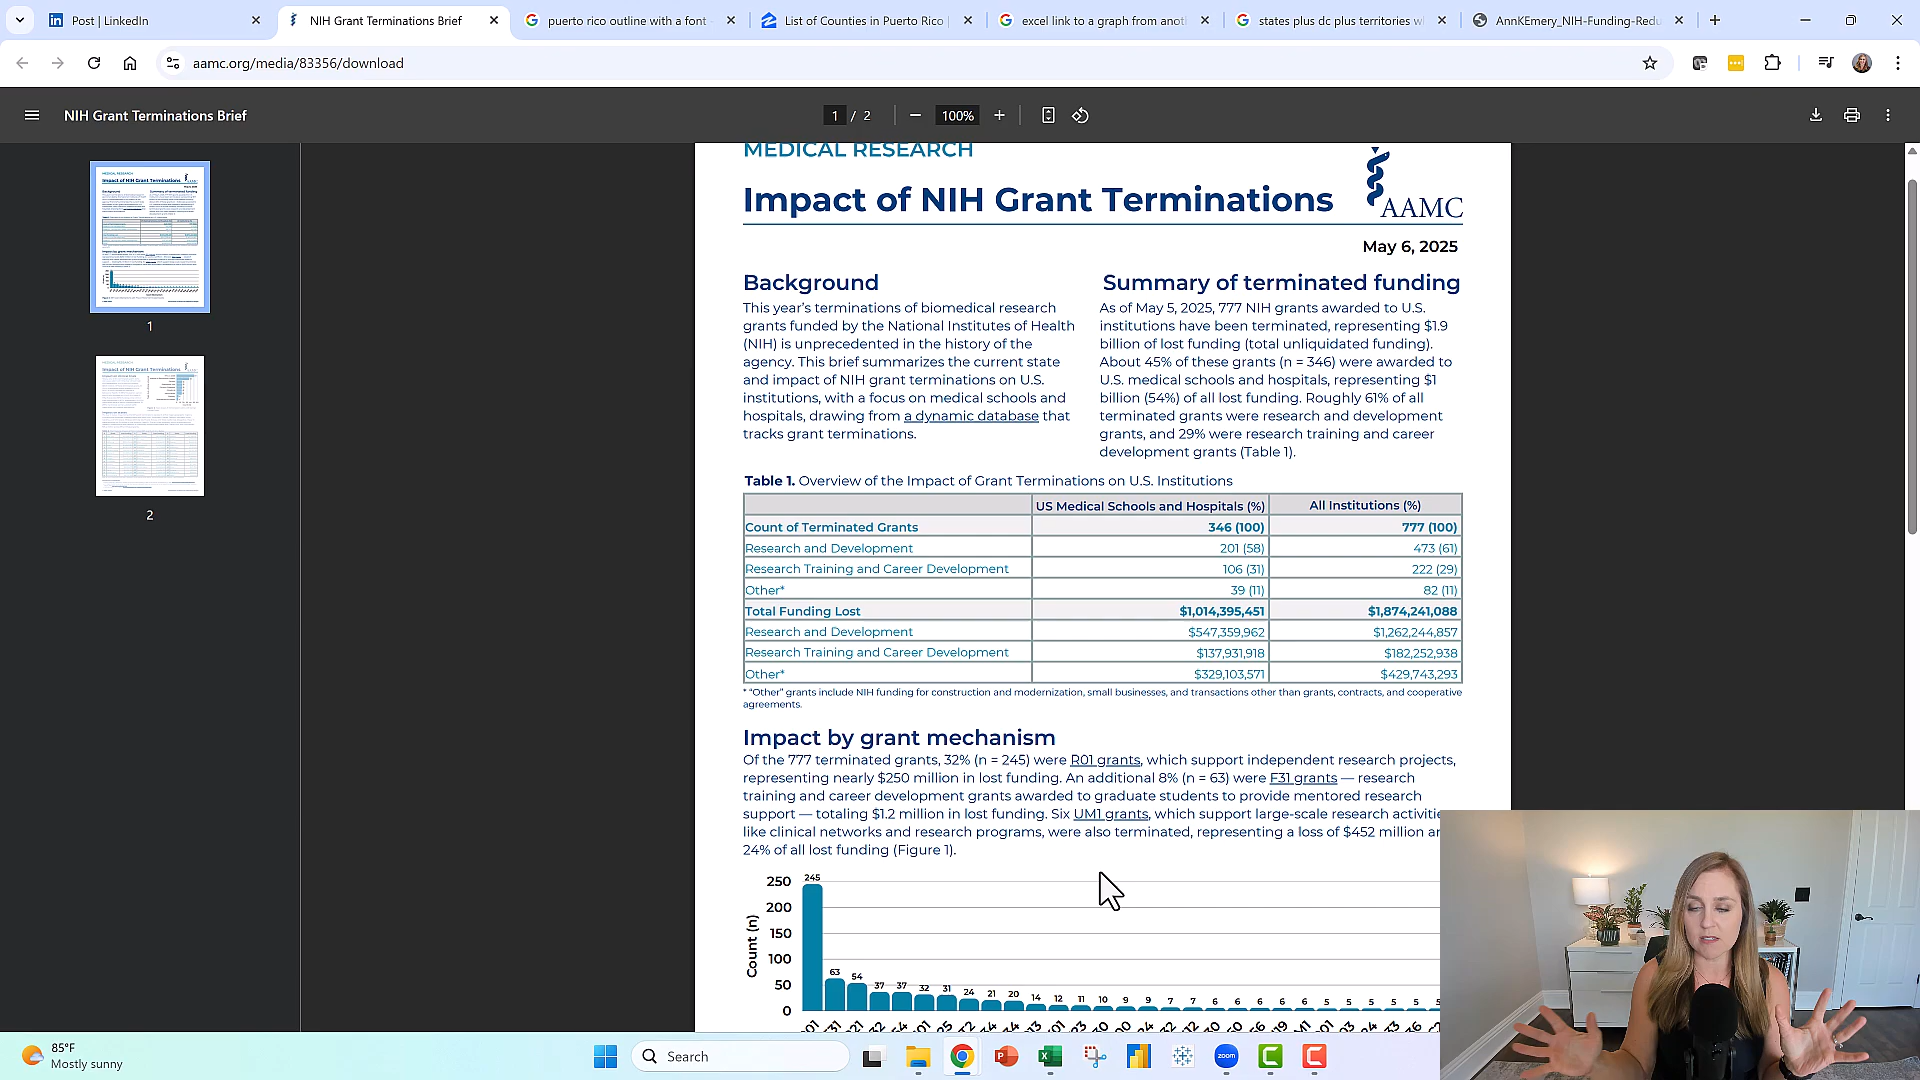 Post | LinkedIn
NIH Grant Terminations Brief
puerto rico outline with a font
List of Counties in Puerto Rico
excel link to a graph from anot
states plus dc plus territories w
AnnKEmery_NIH-Funding-Redu
aamc.org/media/83356/download
NIH Grant Terminations Brief
1 / 2
100%
1
2
MEDICAL RESEARCH
Impact of NIH Grant Terminations
AAMC
May 6, 2025
Background
This year's terminations of biomedical research
grants funded by the National Institutes of Health
(NIH) is unprecedented in the history of the
agency. This brief summarizes the current state
and impact of NIH grant terminations on U.S.
institutions, with a focus on medical schools and
hospitals, drawing from a dynamic database that
tracks grant terminations.
Summary of terminated funding
As of May 5, 2025, 777 NIH grants awarded to U.S.
institutions have been terminated, representing $1.9
billion of lost funding (total unliquidated funding).
About 45% of these grants (n = 346) were awarded to
U.S. medical schools and hospitals, representing $1
billion (54%) of all lost funding. Roughly 61% of all
terminated grants were research and development
grants, and 29% were research training and career
development grants (Table 1).
Table 1. Overview of the Impact of Grant Terminations on U.S. Institutions
US Medical Schools and Hospitals (%) All Institutions (%)
Count of Terminated Grants 346 (100) 777 (100)
Research and Development 201 (58) 473 (61)
Research Training and Career Development 106 (31) 222 (29)
Other* 39 (11) 82 (11)
Total Funding Lost $1,014,395,451 $1,874,241,088
Research and Development $547,359,962 $1,262,244,857
Research Training and Career Development $137,931,918 $182,252,938
Other* $329,103,571 $429,743,293
* "Other" grants include NIH funding for construction and modernization, small businesses, and transactions other than grants, contracts, and cooperative
agreements.
Impact by grant mechanism
Of the 777 terminated grants, 32% (n = 245) were R01 grants, which support independent research projects,
representing nearly $250 million in lost funding. An additional 8% (n = 63) were F31 grants — research
training and career development grants awarded to graduate students to provide mentored research
support — totaling $1.2 million in lost funding. Six UM1 grants, which support large-scale research activitie
like clinical networks and research programs, were also terminated, representing a loss of $452 million ar
24% of all lost funding (Figure 1).
Count (n)
250
200
150
100
50
0
245 63 54 37 37 32 31 24 21 20 14 12 11 10 9 9 7 7 6 6 6 6 5 5 5 5 5
85°F
Mostly sunny
Search
zoom